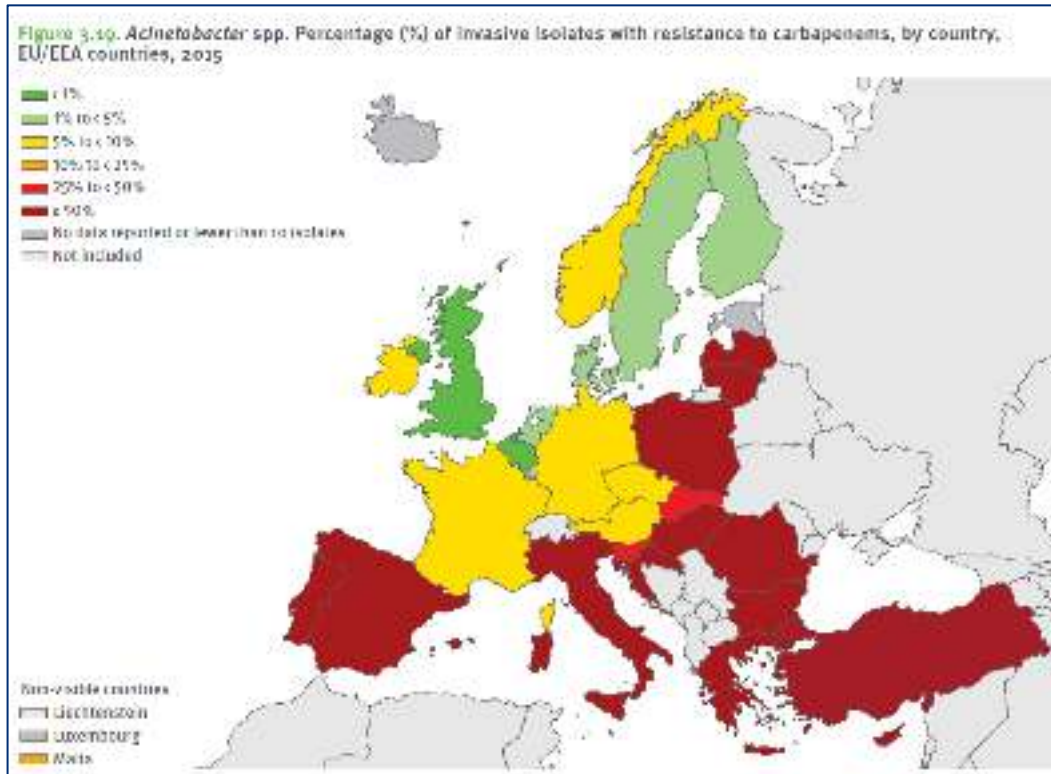 Figure 3.19. Acinetobacter spp. Percentage (%) of invasive isolates with resistance to carbapenems, by country,
EU/EEA countries, 2015
< 1%
1% to < 5%
5% to < 10%
10% to < 25%
25% to < 50%
≥ 50%
No data reported or fewer than 10 isolates
Not included
Non-visible countries
Liechtenstein
Luxembourg
Malta